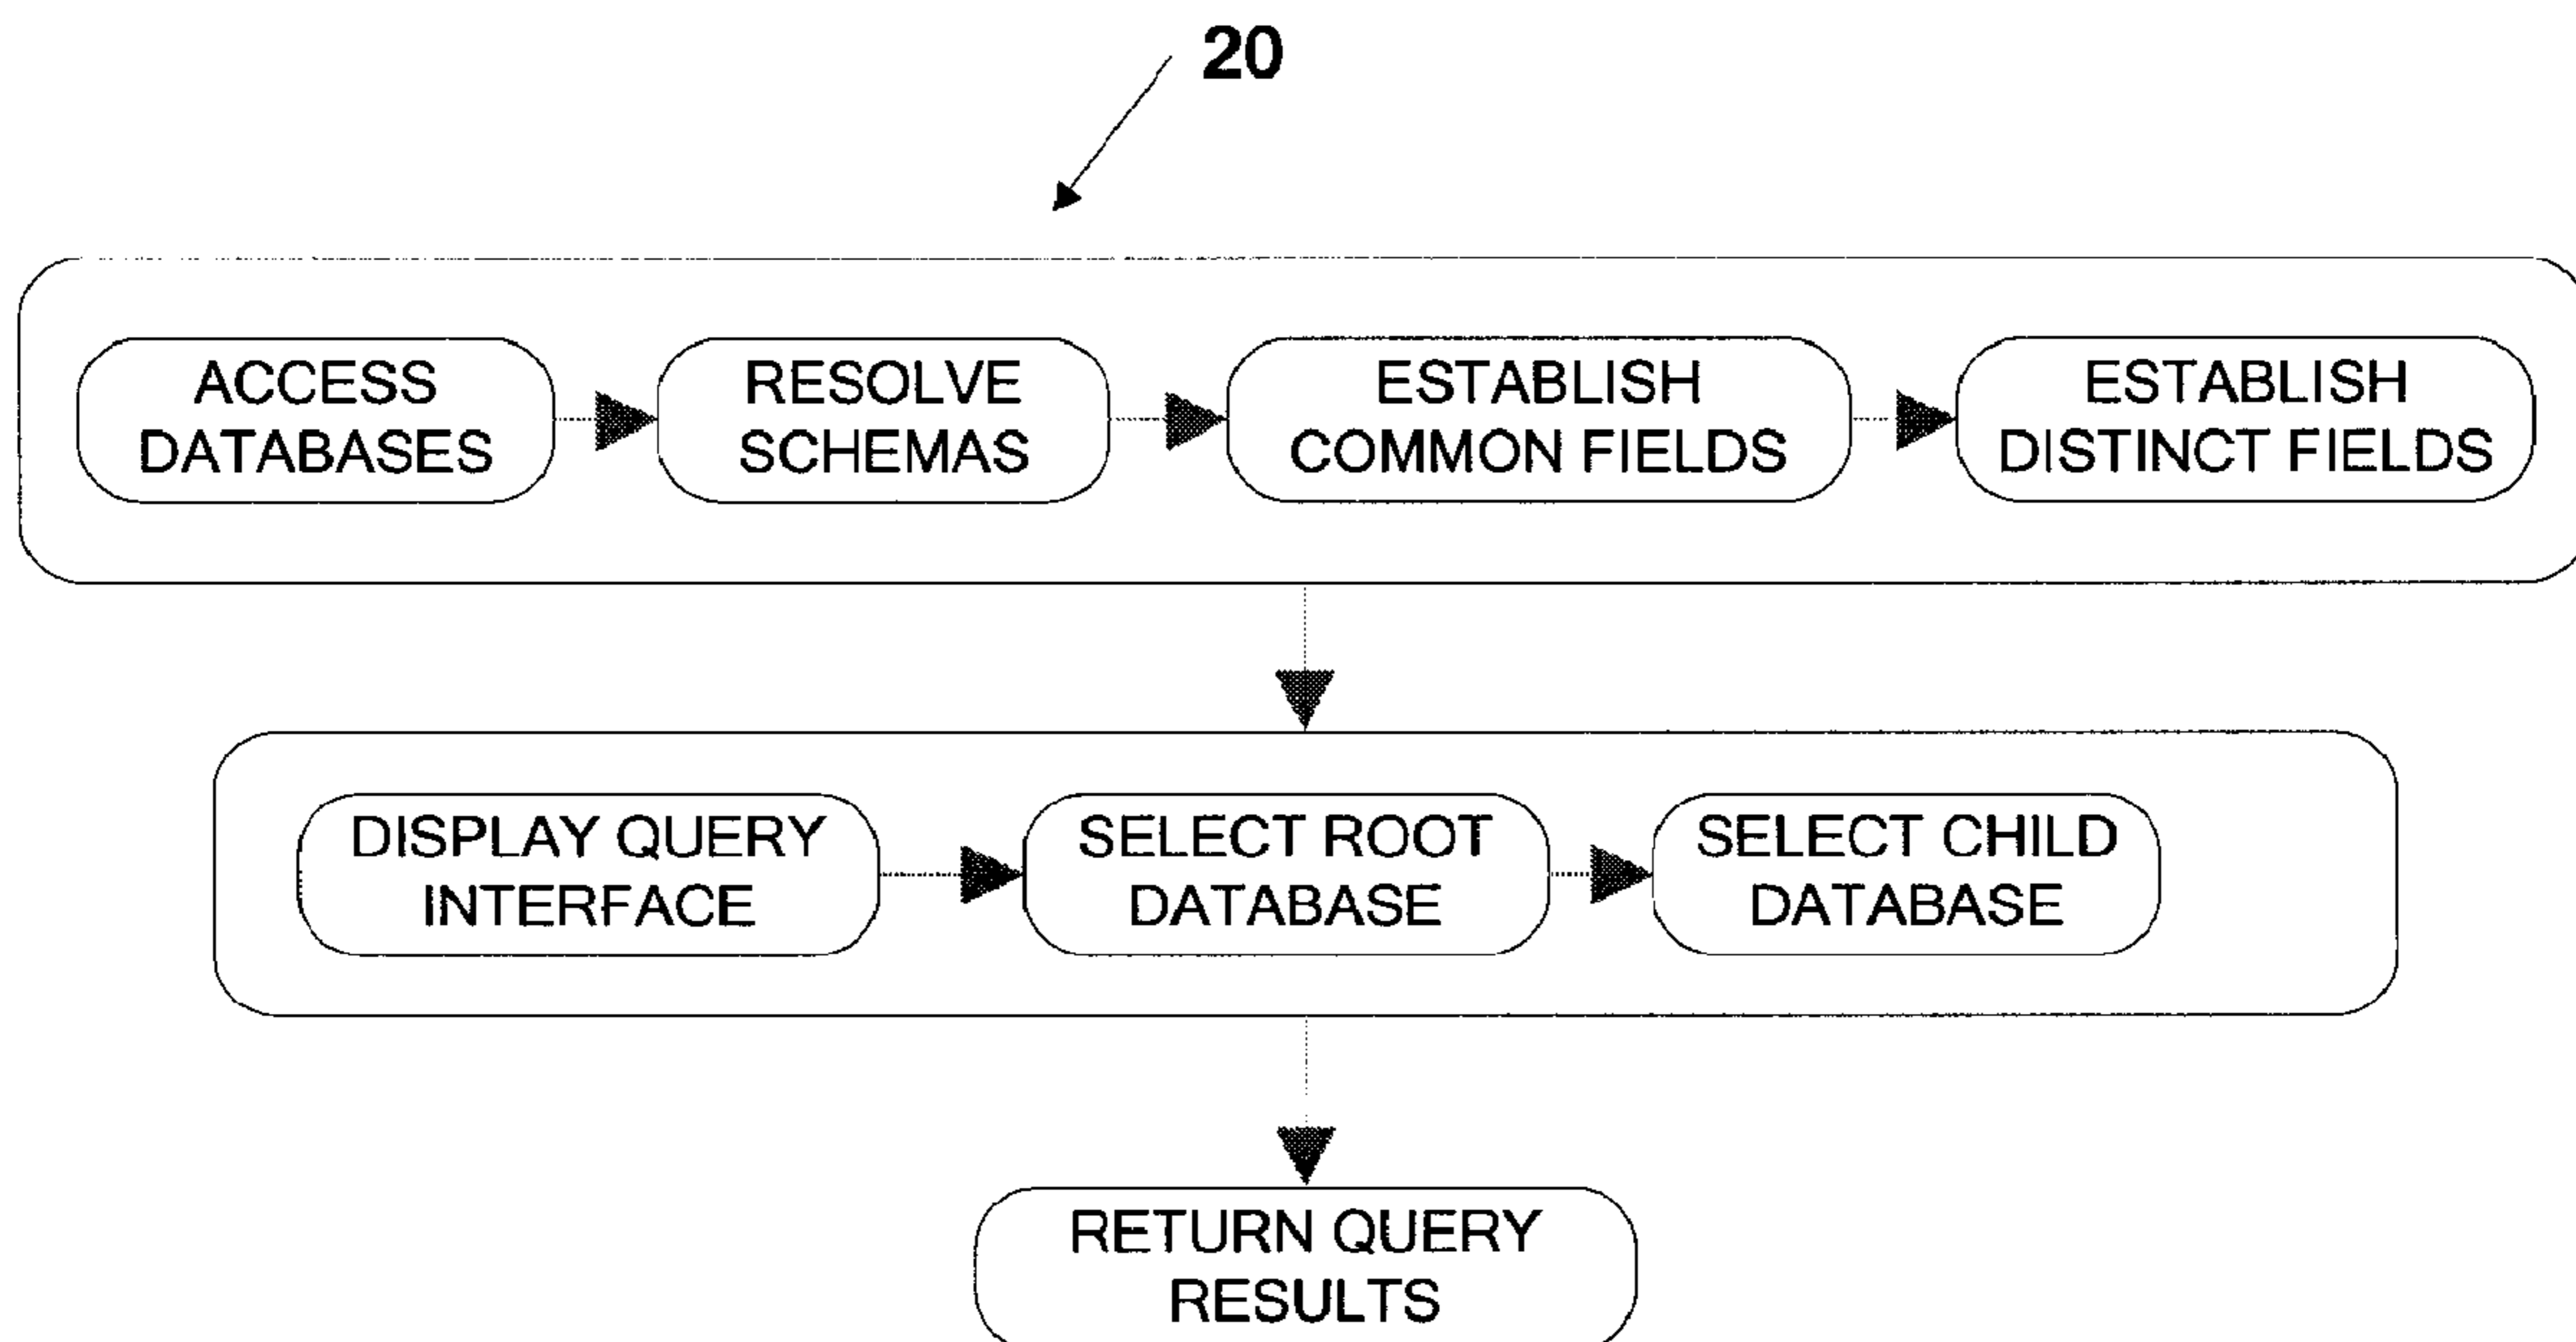 20
ACCESS
DATABASES
RESOLVE
SCHEMAS
ESTABLISH
COMMON FIELDS
ESTABLISH
DISTINCT FIELDS
DISPLAY QUERY
INTERFACE
SELECT ROOT
DATABASE
SELECT CHILD
DATABASE
RETURN QUERY
RESULTS